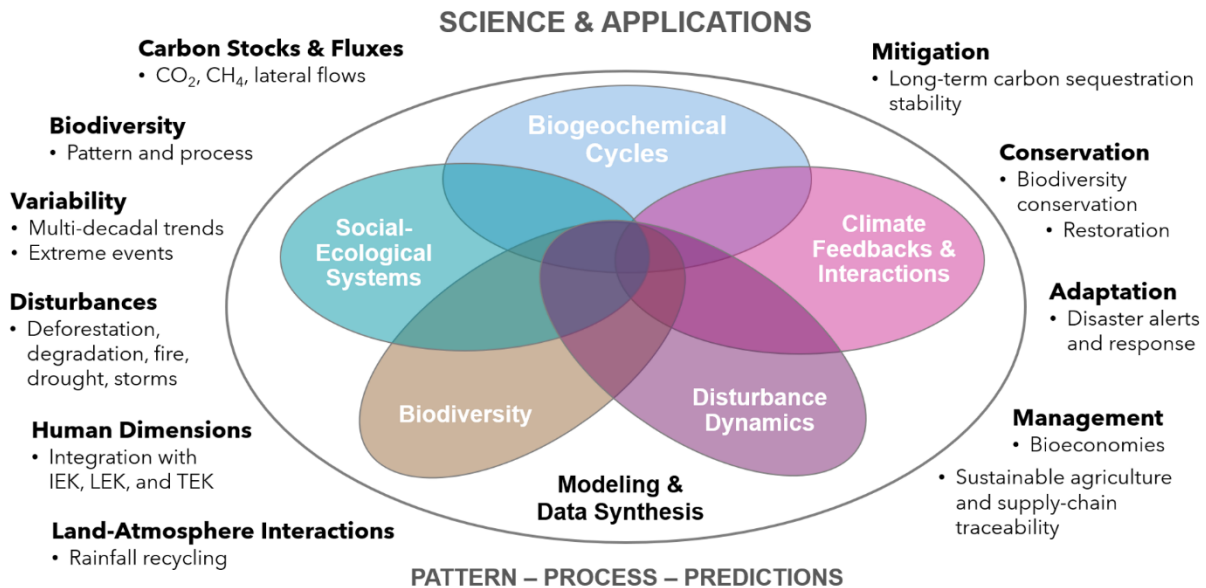 SCIENCE & APPLICATIONS
Carbon Stocks & Fluxes
• CO₂, CH₄, lateral flows
Biodiversity
• Pattern and process
Variability
• Multi-decadal trends
• Extreme events
Disturbances
• Deforestation,
degradation, fire,
drought, storms
Human Dimensions
• Integration with
IEK, LEK, and TEK
Land-Atmosphere Interactions
• Rainfall recycling
Biogeochemical
Cycles
Social-
Ecological
Systems
Climate
Feedbacks &
Interactions
Biodiversity
Disturbance
Dynamics
Modeling &
Data Synthesis
Mitigation
• Long-term carbon sequestration
stability
Conservation
• Biodiversity
conservation
• Restoration
Adaptation
• Disaster alerts
and response
Management
• Bioeconomies
• Sustainable agriculture
and supply-chain
traceability
PATTERN – PROCESS – PREDICTIONS